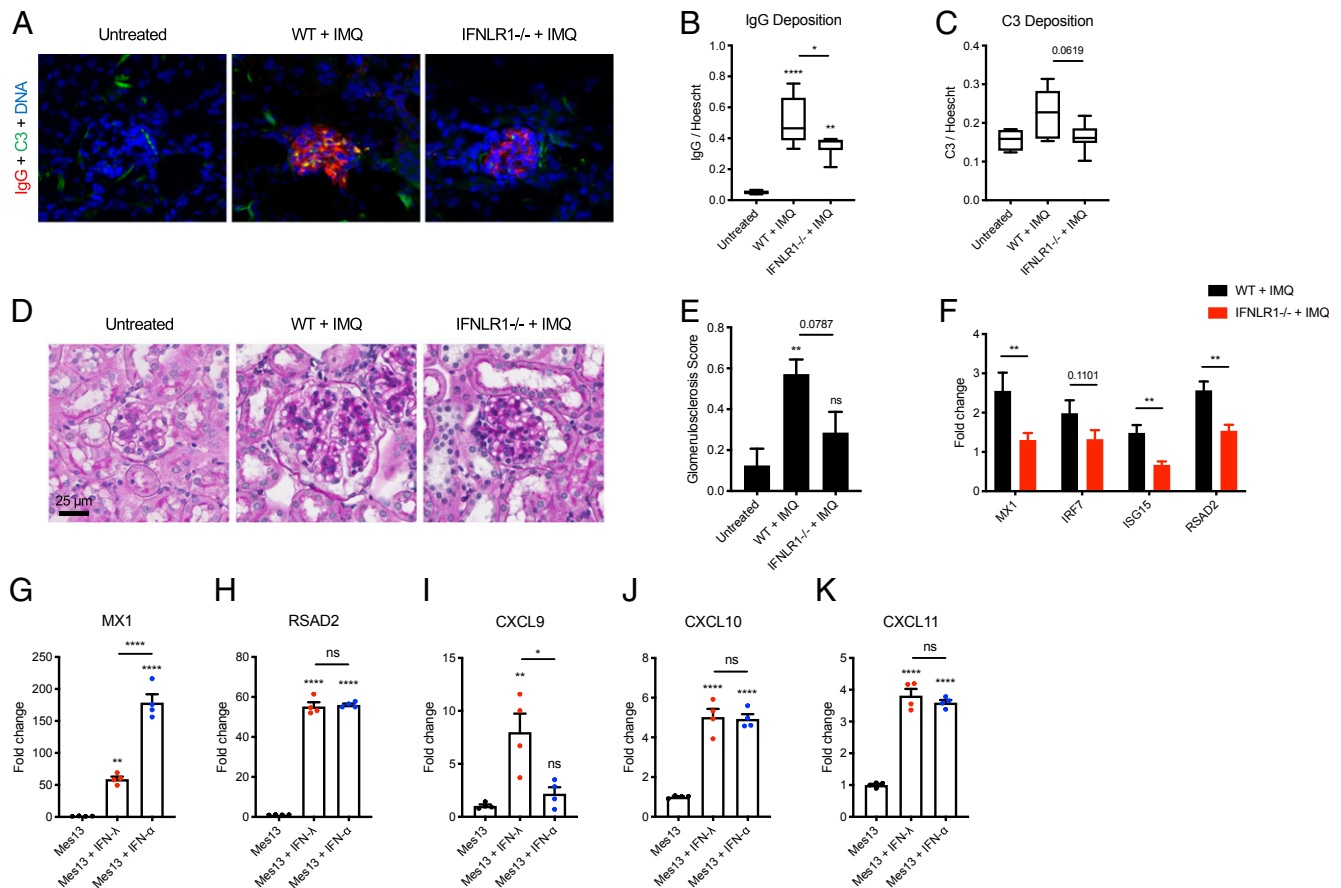 A
Untreated
WT + IMQ
IFNLR1-/- + IMQ
IgG + C3 + DNA
B
IgG Deposition
IgG / Hoescht
1.0
0.8
0.6
0.4
0.2
0.0
****
*
**
Untreated
WT + IMQ
IFNLR1-/- + IMQ
C
C3 Deposition
C3 / Hoescht
0.4
0.3
0.2
0.1
0.0
0.0619
Untreated
WT + IMQ
IFNLR1-/- + IMQ
D
Untreated
WT + IMQ
IFNLR1-/- + IMQ
25 µm
E
Glomerulosclerosis Score
0.8
0.6
0.4
0.2
0.0
0.0787
**
ns
Untreated
WT + IMQ
IFNLR1-/- + IMQ
F
WT + IMQ
IFNLR1-/- + IMQ
Fold change
4
3
2
1
0
**
0.1101
**
**
MX1
IRF7
ISG15
RSAD2
G
MX1
Fold change
250
200
150
100
50
0
****
**
****
Mes13
Mes13 + IFN-λ
Mes13 + IFN-α
H
RSAD2
Fold change
80
60
40
20
0
ns
****
****
Mes13
Mes13 + IFN-λ
Mes13 + IFN-α
I
CXCL9
Fold change
15
10
5
0
*
**
ns
Mes13
Mes13 + IFN-λ
Mes13 + IFN-α
J
CXCL10
Fold change
8
6
4
2
0
ns
****
****
Mes13
Mes13 + IFN-λ
Mes13 + IFN-α
K
CXCL11
Fold change
5
4
3
2
1
0
ns
****
****
Mes13
Mes13 + IFN-λ
Mes13 + IFN-α